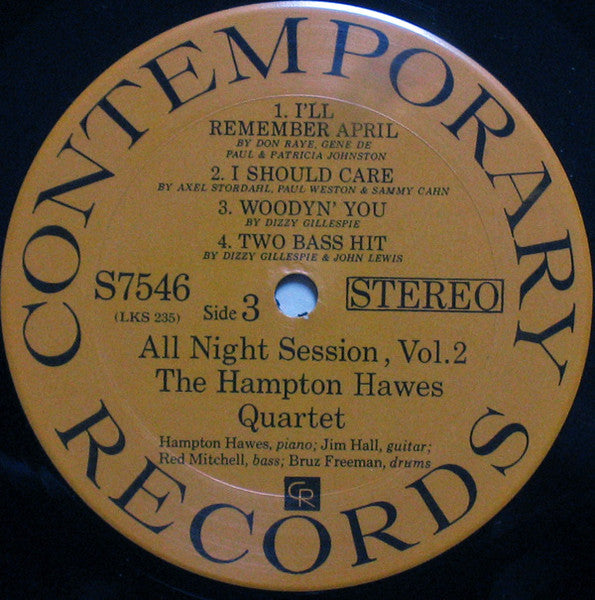 CONTEMPORARY
1. I'LL
REMEMBER APRIL
BY DON RAYE, GENE DE
PAUL & PATRICIA JOHNSTON
2. I SHOULD CARE
BY AXEL STORDAHL, PAUL WESTON & SAMMY CAHN
3. WOODYN' YOU
BY DIZZY GILLESPIE
4. TWO BASS HIT
BY DIZZY GILLESPIE & JOHN LEWIS
S7546
(LKS 235)
Side 3
STEREO
All Night Session, Vol.2
The Hampton Hawes
Quartet
Hampton Hawes, piano; Jim Hall, guitar;
Red Mitchell, bass; Bruz Freeman, drums
CR
RECORDS